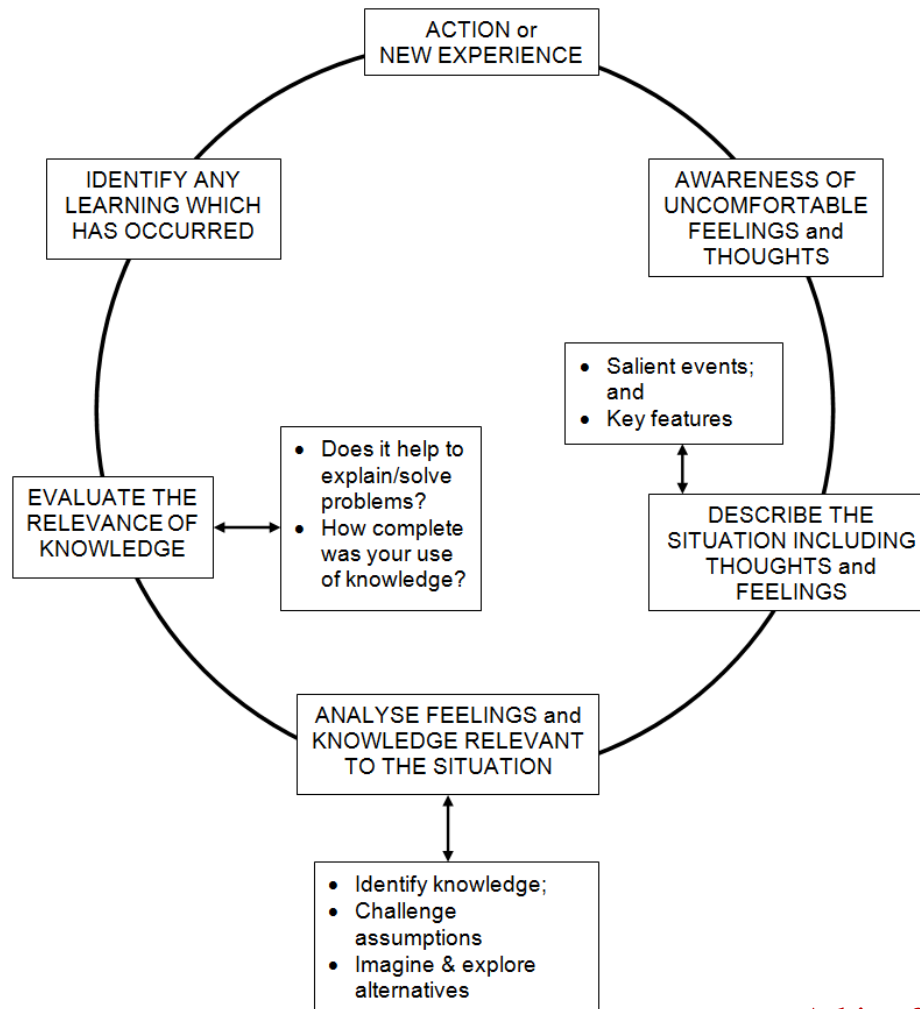 ACTION or
NEW EXPERIENCE
IDENTIFY ANY
LEARNING WHICH
HAS OCCURRED
AWARENESS OF
UNCOMFORTABLE
FEELINGS and
THOUGHTS
• Salient events;
and
• Key features
• Does it help to
explain/solve
problems?
• How complete
was your use
of knowledge?
EVALUATE THE
RELEVANCE OF
KNOWLEDGE
DESCRIBE THE
SITUATION INCLUDING
THOUGHTS and
FEELINGS
ANALYSE FEELINGS and
KNOWLEDGE RELEVANT
TO THE SITUATION
• Identify knowledge;
• Challenge
assumptions
• Imagine & explore
alternatives